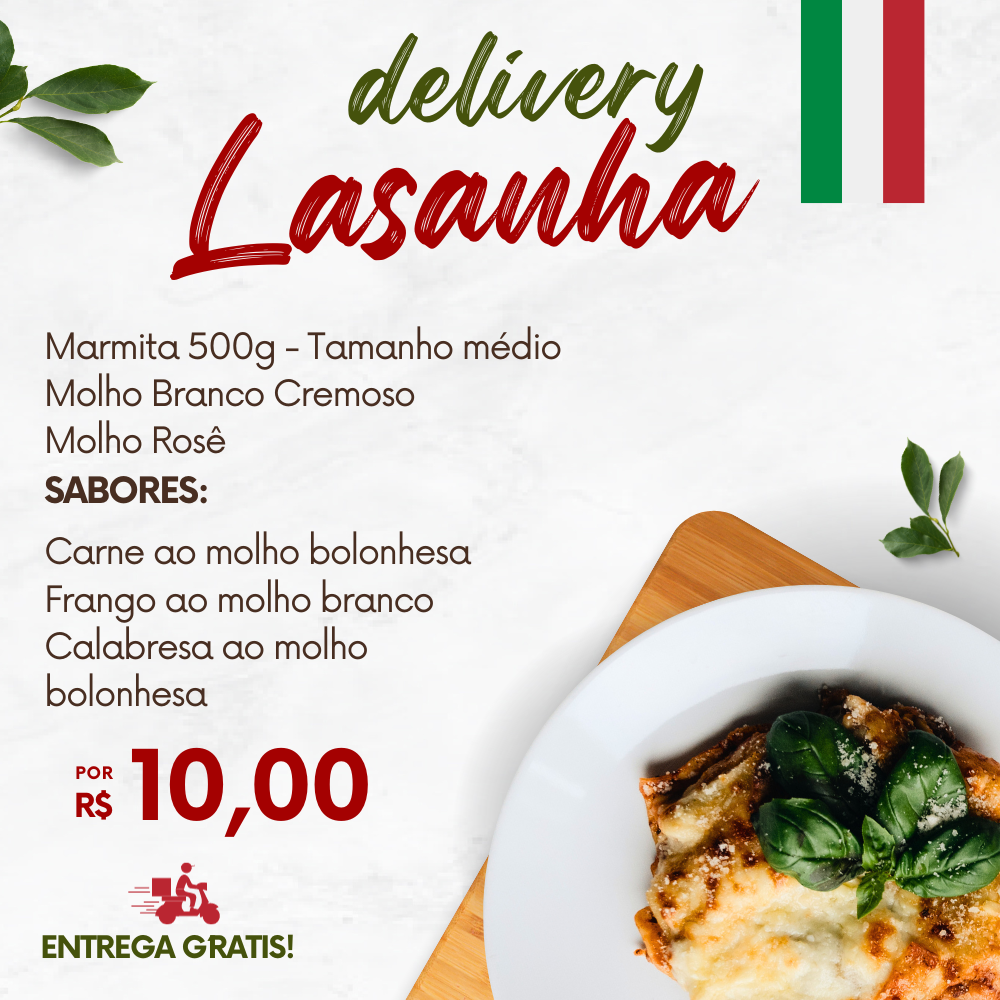 delivery
Lasanha
Marmita 500g - Tamanho médio
Molho Branco Cremoso
Molho Rosê
SABORES:
Carne ao molho bolonhesa
Frango ao molho branco
Calabresa ao molho
bolonhesa
POR
R$ 10,00
ENTREGA GRATIS!